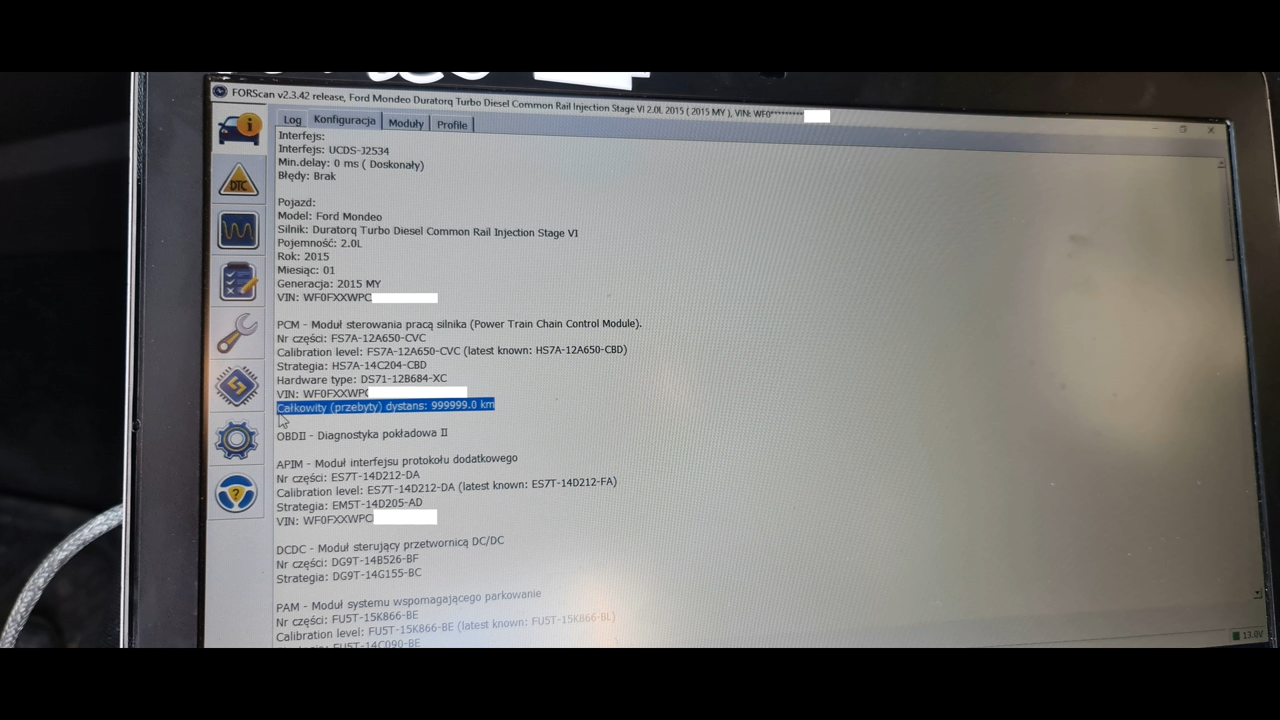 FORScan v2.3.42 release, Ford Mondeo Duratorq Turbo Diesel Common Rail Injection Stage VI 2.0L 2015 ( 2015 MY ), VIN: WF0*********
Log Konfiguracja Moduły Profile
Interfejs:
Interfejs: UCDS-J2534
Min.delay: 0 ms ( Doskonały)
Błędy: Brak
DTC
Pojazd:
Model: Ford Mondeo
Silnik: Duratorq Turbo Diesel Common Rail Injection Stage VI
Pojemność: 2.0L
Rok: 2015
Miesiąc: 01
Generacja: 2015 MY
VIN: WF0FXXWPC
PCM - Moduł sterowania pracą silnika (Power Train Chain Control Module).
Nr części: FS7A-12A650-CVC
Calibration level: FS7A-12A650-CVC (latest known: HS7A-12A650-CBD)
Strategia: HS7A-14C204-CBD
Hardware type: DS71-12B684-XC
VIN: WF0FXXWPC
Całkowity (przebyty) dystans: 999999.0 km
OBDII - Diagnostyka pokładowa II
APIM - Moduł interfejsu protokołu dodatkowego
Nr części: ES7T-14D212-DA
Calibration level: ES7T-14D212-DA (latest known: ES7T-14D212-FA)
Strategia: EM5T-14D205-AD
VIN: WF0FXXWPC
DCDC - Moduł sterujący przetwornicą DC/DC
Nr części: DG9T-14B526-BF
Strategia: DG9T-14G155-BC
PAM - Moduł systemu wspomagającego parkowanie
Nr części: FU5T-15K866-BE
Calibration level: FU5T-15K866-BE (latest known: FU5T-15K866-BL)
Strategia: FU5T-14C090-BE
13.0V